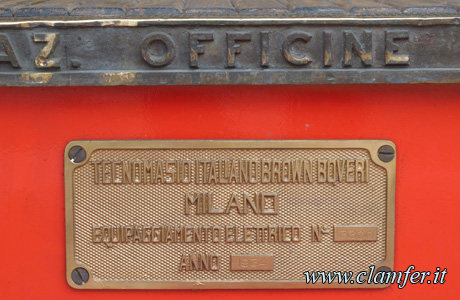 AZ. OFFICINE
TECNOMASIO ITALIANO BROWN BOVERI
MILANO
EQUIPAGGIAMENTO ELETTRICO N°
ANNO
www.clamfer.it